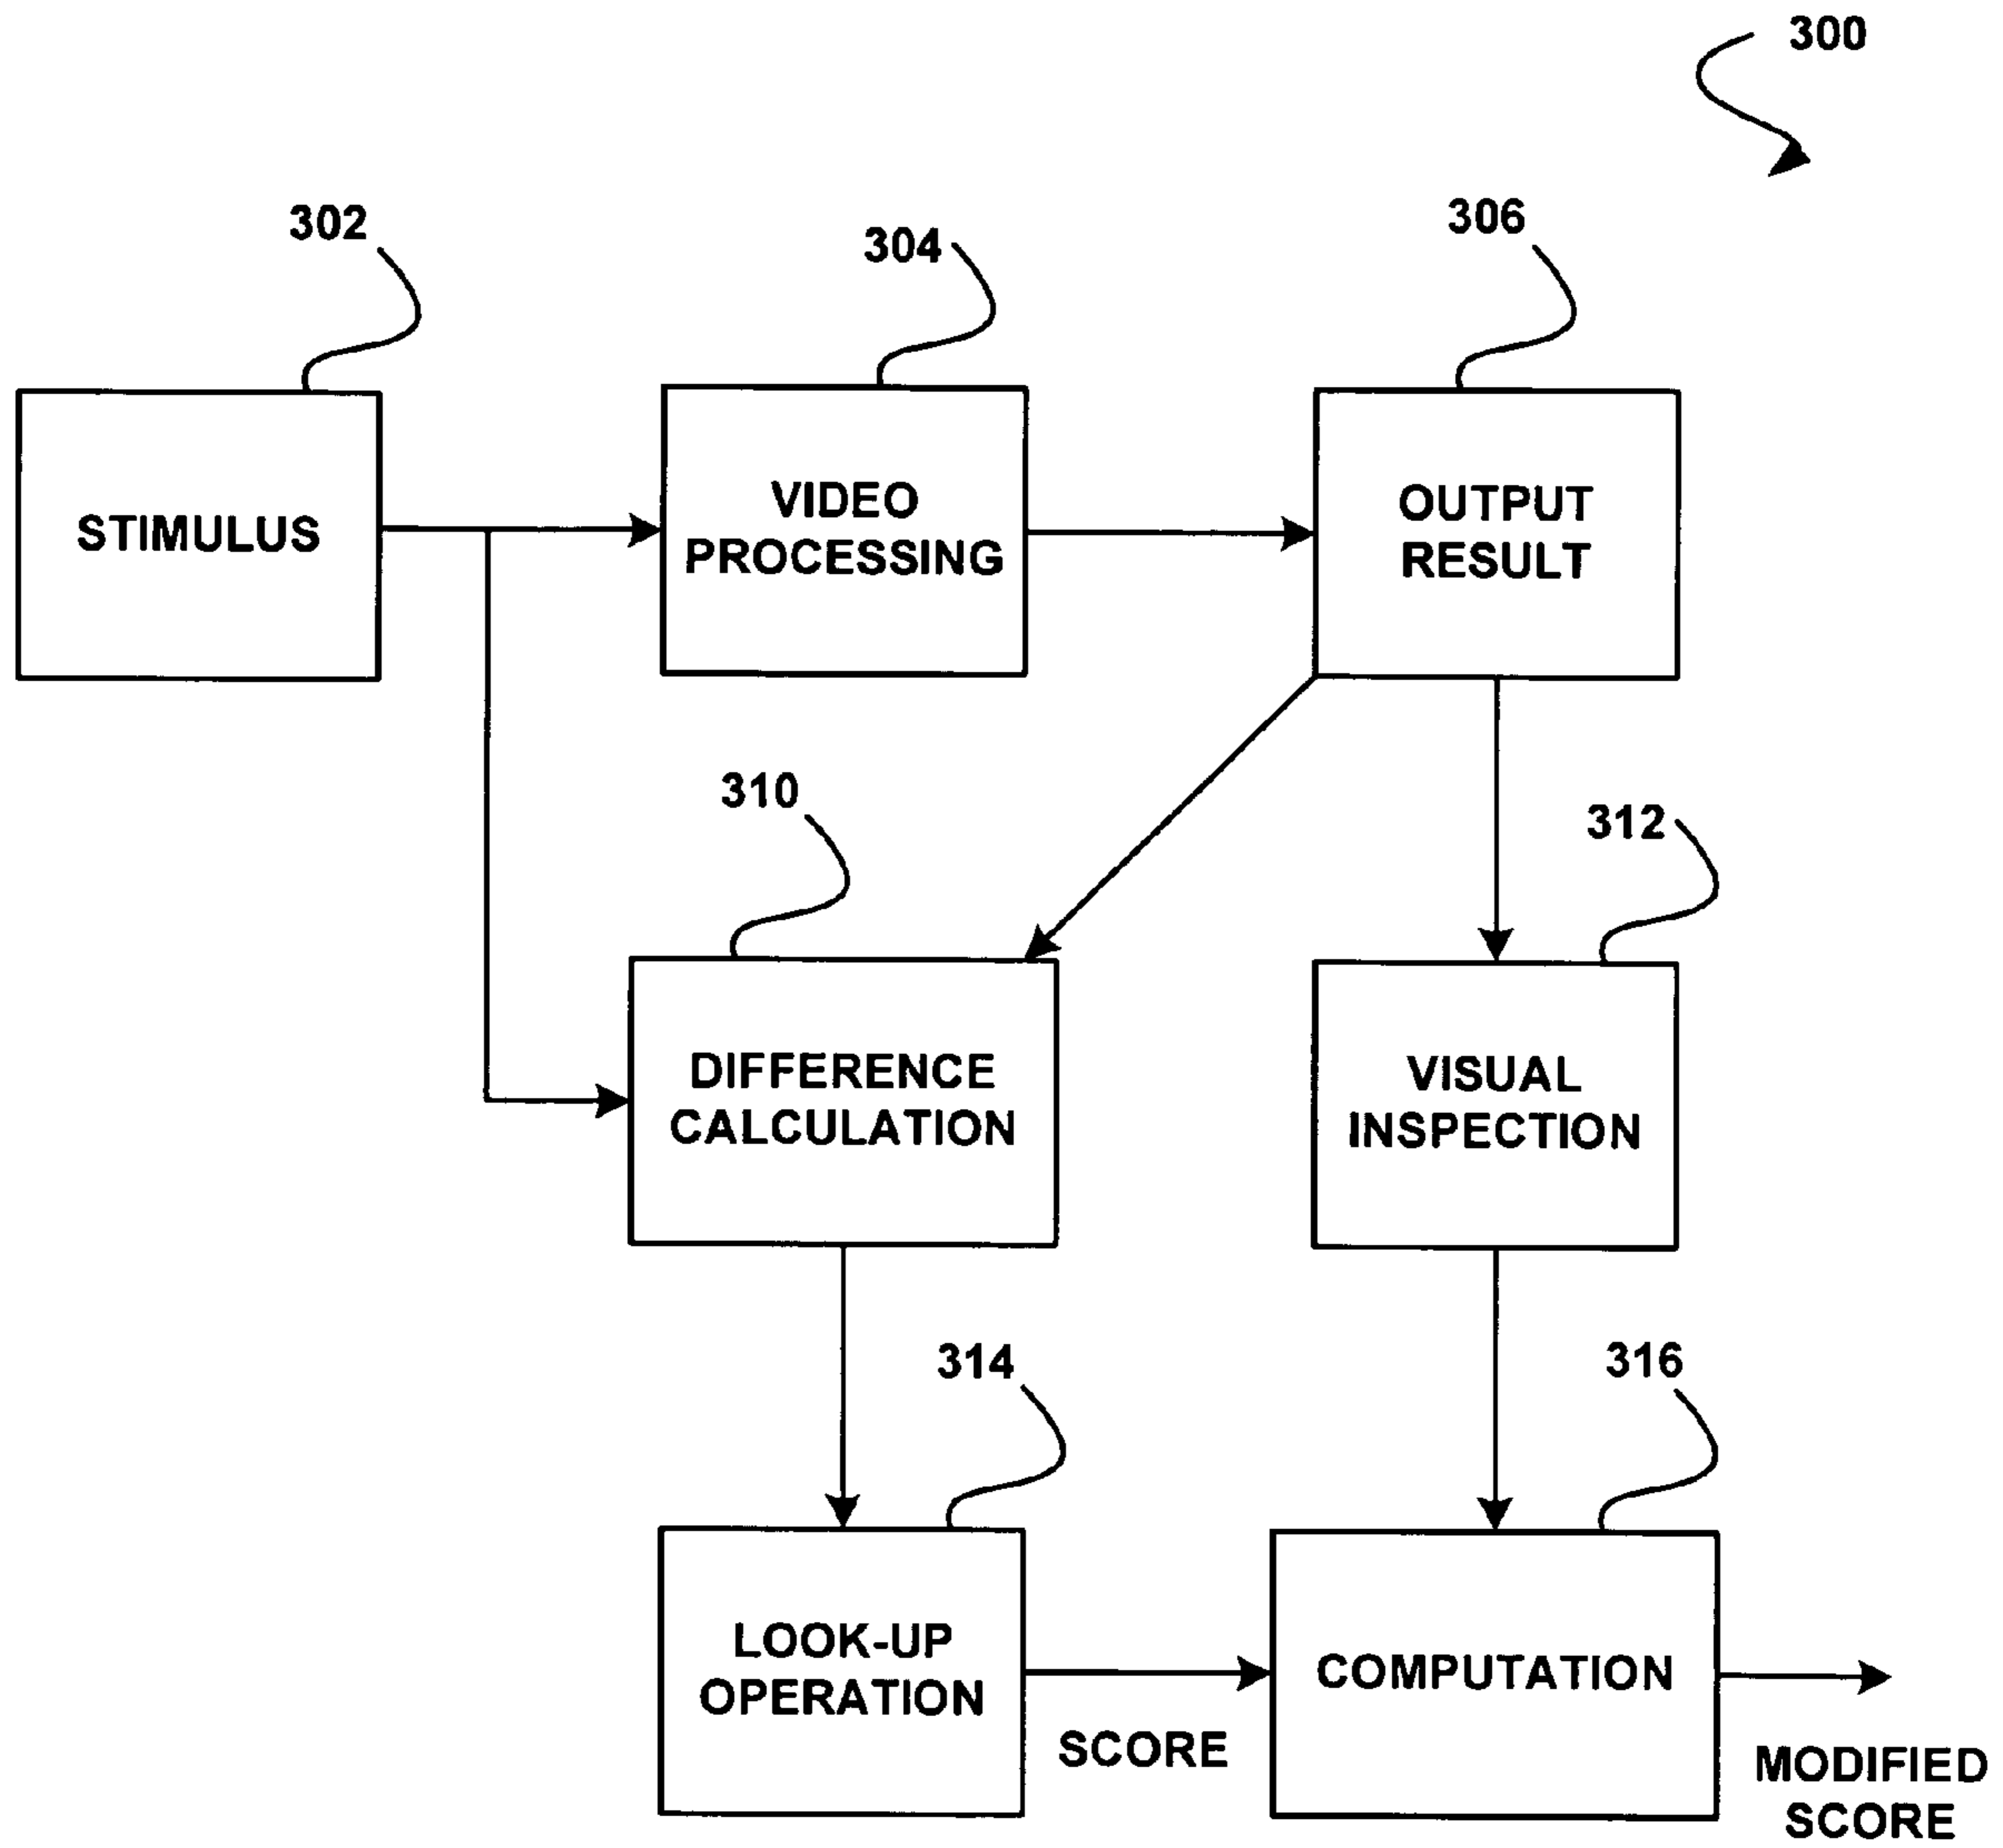 300
302
304
306
STIMULUS
VIDEO
PROCESSING
OUTPUT
RESULT
310
312
DIFFERENCE
CALCULATION
VISUAL
INSPECTION
314
316
LOOK-UP
OPERATION
SCORE
COMPUTATION
MODIFIED
SCORE